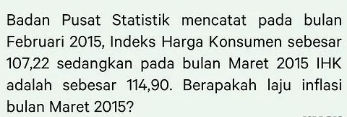 Badan Pusat Statistik mencatat pada bulan
Februari 2015, Indeks Harga Konsumen sebesar
107,22 sedangkan pada bulan Maret 2015 IHK
adalah sebesar 114,90. Berapakah laju inflasi
bulan Maret 2015?